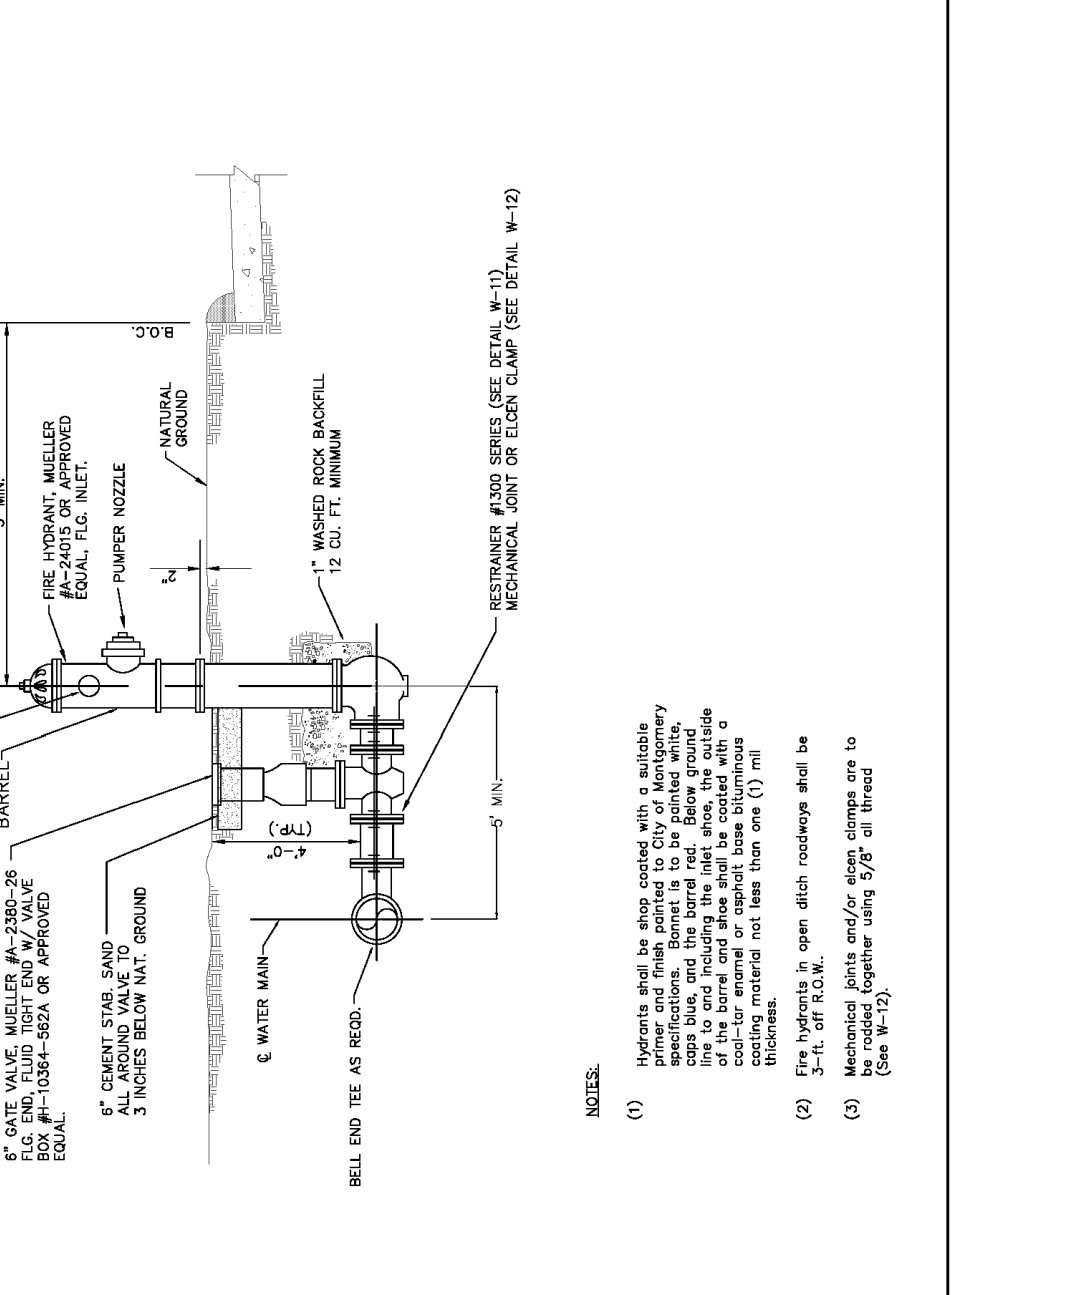 BARREL
3' MIN.
FIRE HYDRANT, MUELLER
#A-24015 OR APPROVED
EQUAL, FLG. INLET.
PUMPER NOZZLE
B.O.C.
NATURAL
GROUND
2"
6" GATE VALVE, MUELLER #A-2380-26
FLG. END, FLUID TIGHT END W/ VALVE
BOX #H-10364-562A OR APPROVED
EQUAL.
6" CEMENT STAB. SAND
ALL AROUND VALVE TO
3 INCHES BELOW NAT. GROUND
4'-0"
(TYP.)
1" WASHED ROCK BACKFILL
12 CU. FT. MINIMUM
℄ WATER MAIN
BELL END TEE AS REQD.
5' MIN.
RESTRAINER #1300 SERIES (SEE DETAIL W-11)
MECHANICAL JOINT OR ELCEN CLAMP (SEE DETAIL W-12)
NOTES:
(1) Hydrants shall be shop coated with a suitable
primer and finish painted to City of Montgomery
specifications. Bonnet is to be painted white,
caps blue, and the barrel red. Below ground
line to and including the inlet shoe, the outside
of the barrel and shoe shall be coated with a
coal-tar enamel or asphalt base bituminous
coating material not less than one (1) mil
thickness.
(2) Fire hydrants in open ditch roadways shall be
3-ft. off R.O.W..
(3) Mechanical joints and/or elcen clamps are to
be rodded together using 5/8" all thread
(See W-12).